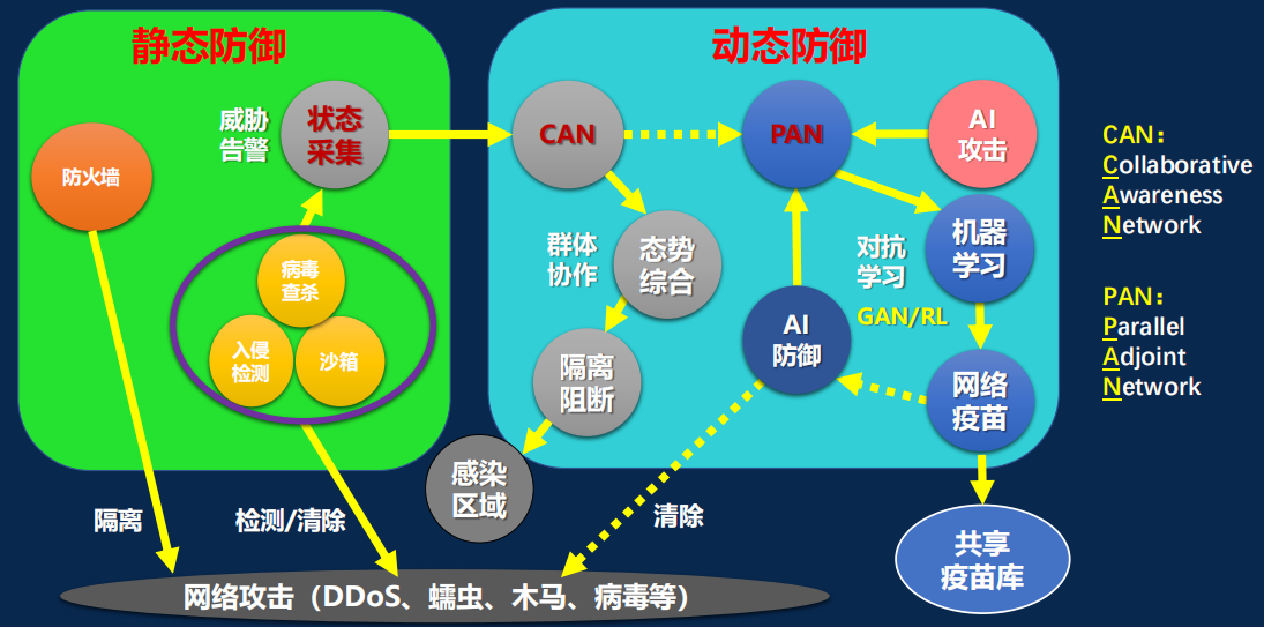 静态防御
动态防御
防火墙
威胁
告警
状态
采集
病毒
查杀
入侵
检测
沙箱
CAN
PAN
AI
攻击
群体
协作
态势
综合
对抗
学习
GAN/RL
机器
学习
隔离
阻断
AI
防御
网络
疫苗
感染
区域
隔离
检测/清除
清除
共享
疫苗库
网络攻击（DDoS、蠕虫、木马、病毒等）
CAN：
Collaborative
Awareness
Network
PAN：
Parallel
Adjoint
Network